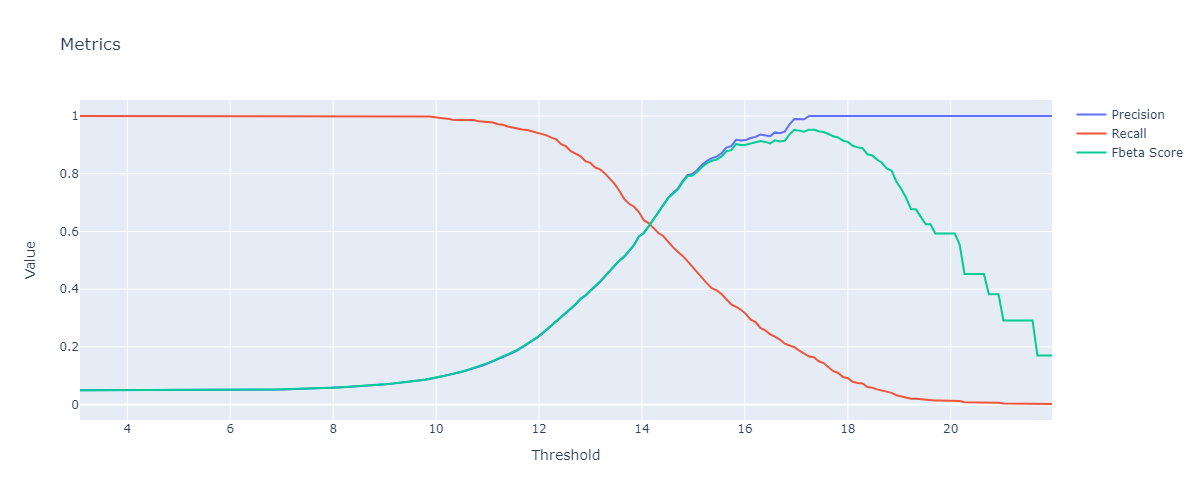 Metrics
Precision
Recall
Fbeta Score
Value
1
0.8
0.6
0.4
0.2
0
4 6 8 10 12 14 16 18 20
Threshold